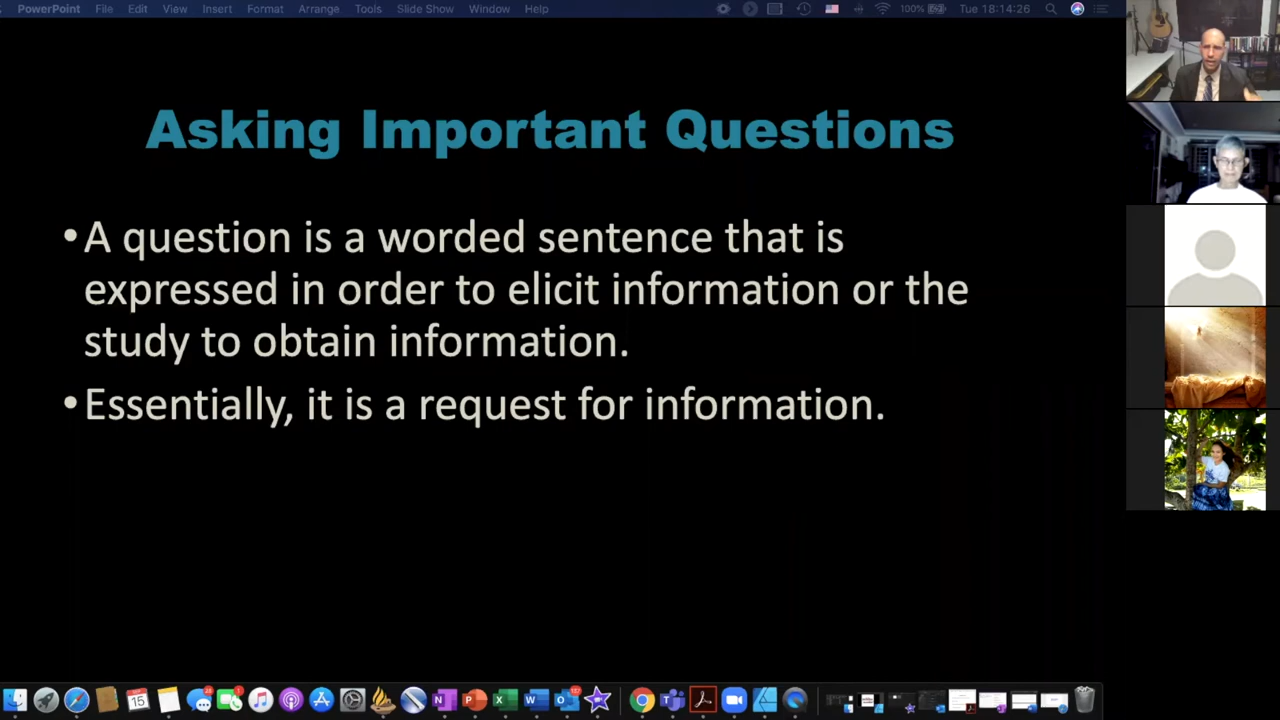 PowerPoint File Edit View Insert Format Arrange Tools Slide Show Window Help 100% Tue 18:14:26
Asking Important Questions
•A question is a worded sentence that is
expressed in order to elicit information or the
study to obtain information.
•Essentially, it is a request for information.
15